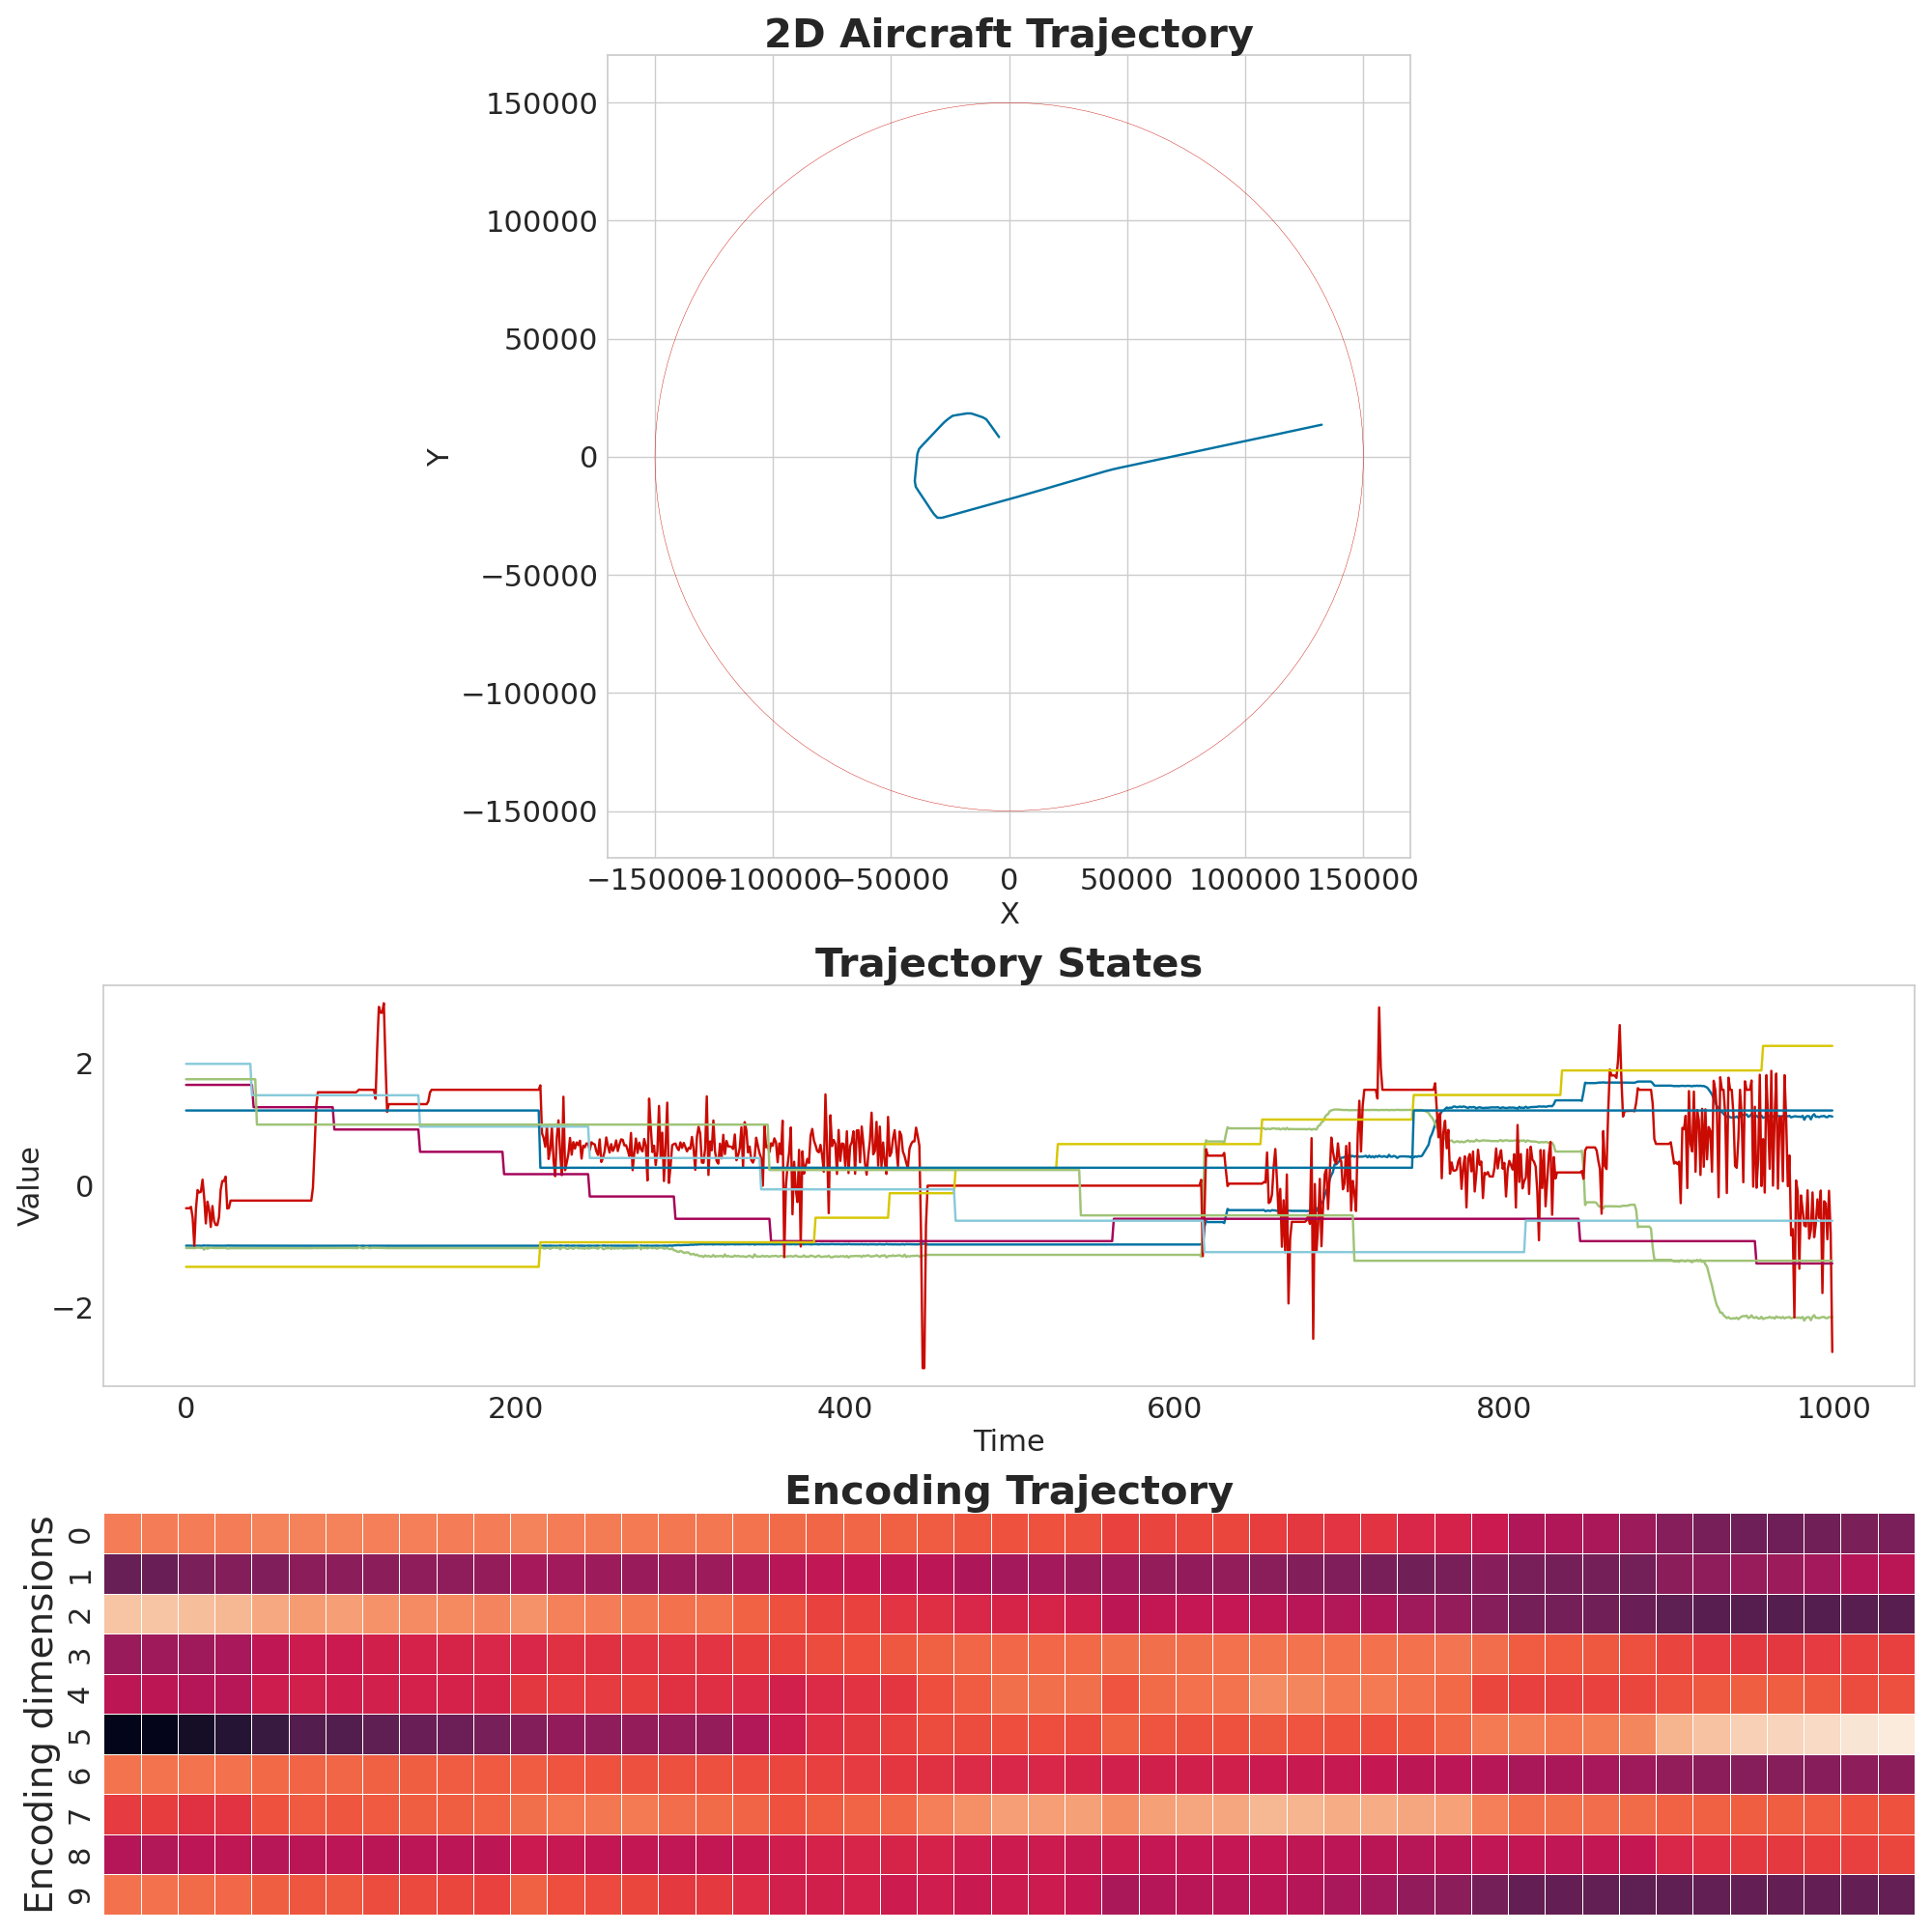 2D Aircraft Trajectory
150000
100000
50000
0
−50000
−100000
−150000
Y
−150000 −100000 −50000 0 50000 100000 150000
X
Trajectory States
2
0
−2
Value
0 200 400 600 800 1000
Time
Encoding Trajectory
Encoding dimensions
0
1
2
3
4
5
6
7
8
9